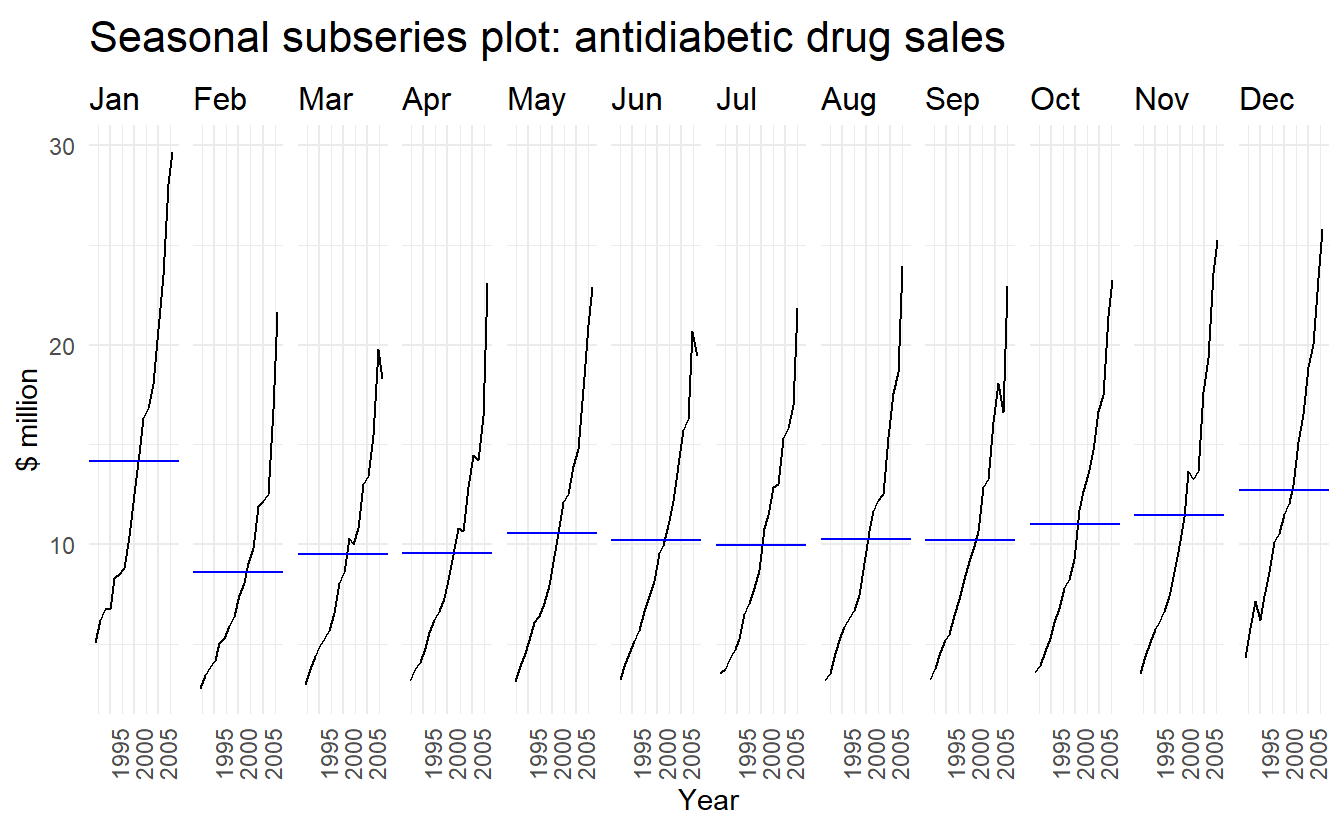 Seasonal subseries plot: antidiabetic drug sales
Jan Feb Mar Apr May Jun Jul Aug Sep Oct Nov Dec
30
20
10
$ million
1995 2000 2005 1995 2000 2005 1995 2000 2005 1995 2000 2005 1995 2000 2005 1995 2000 2005 1995 2000 2005 1995 2000 2005 1995 2000 2005 1995 2000 2005 1995 2000 2005 1995 2000 2005
Year